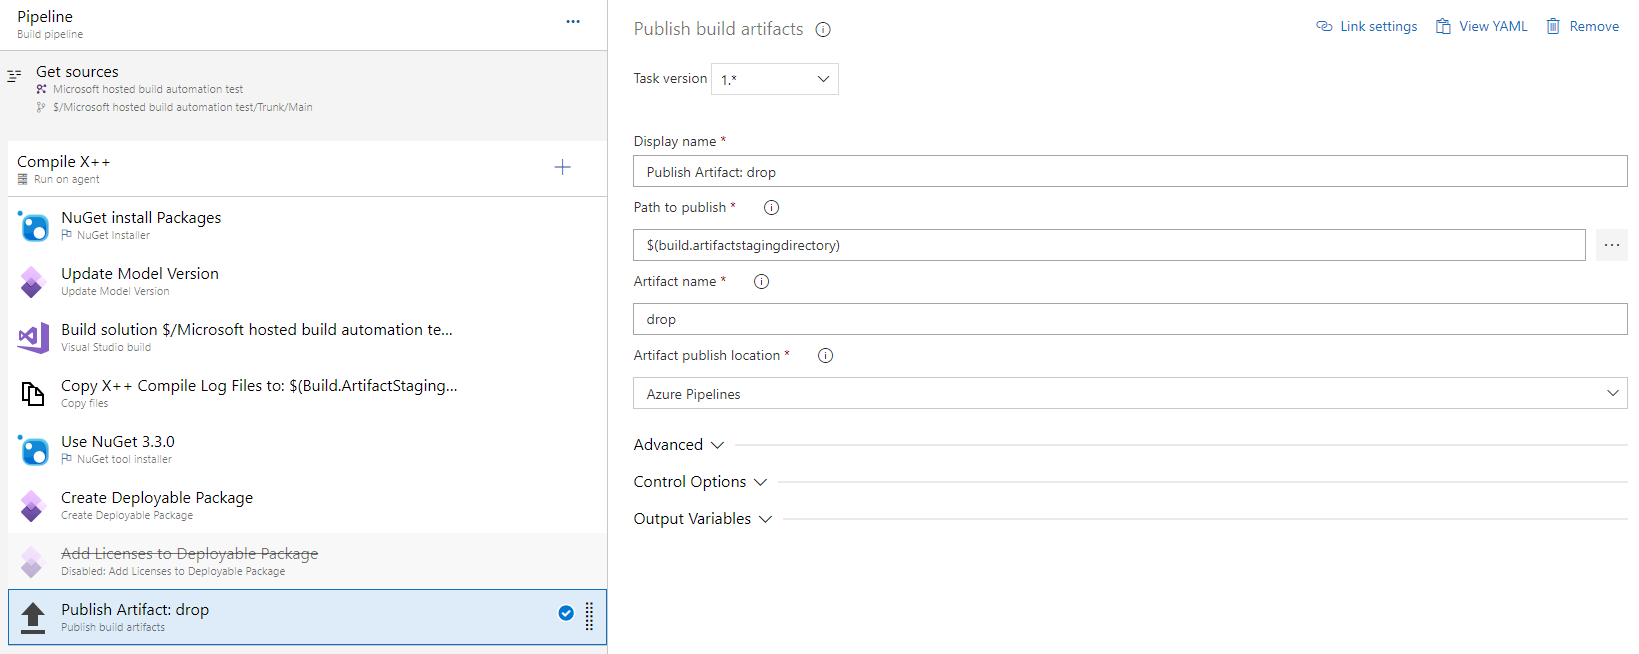 Pipeline
Build pipeline
Get sources
Microsoft hosted build automation test
$/Microsoft hosted build automation test/Trunk/Main
Compile X++
Run on agent
NuGet install Packages
NuGet Installer
Update Model Version
Update Model Version
Build solution $/Microsoft hosted build automation te...
Visual Studio build
Copy X++ Compile Log Files to: $(Build.ArtifactStaging...
Copy files
Use NuGet 3.3.0
NuGet tool installer
Create Deployable Package
Create Deployable Package
Add Licenses to Deployable Package
Disabled: Add Licenses to Deployable Package
Publish Artifact: drop
Publish build artifacts
Publish build artifacts
Link settings
View YAML
Remove
Task version 1.*
Display name *
Publish Artifact: drop
Path to publish *
$(build.artifactstagingdirectory)
Artifact name *
drop
Artifact publish location *
Azure Pipelines
Advanced
Control Options
Output Variables